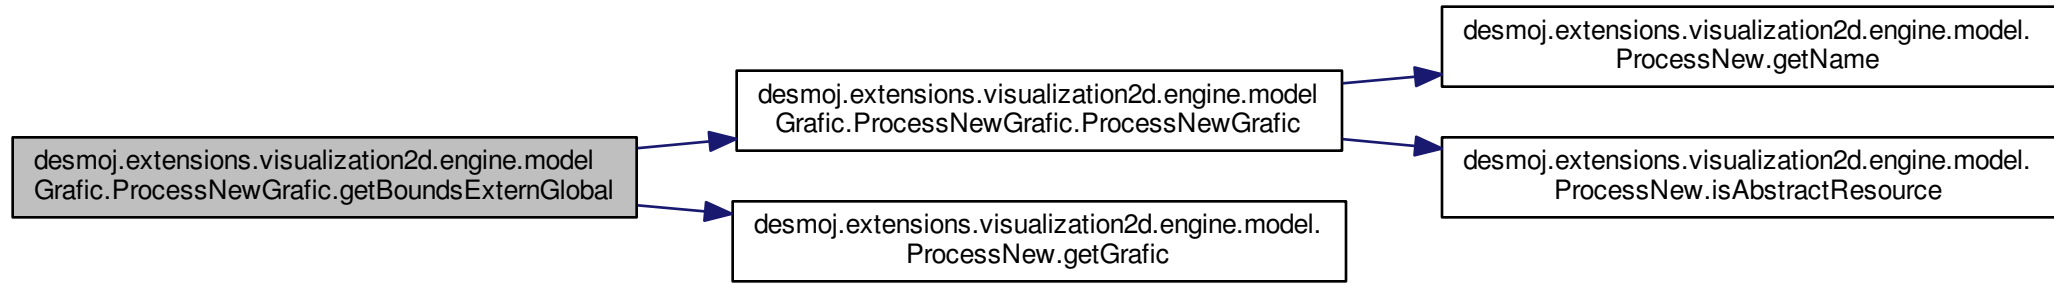 desmoj.extensions.visualization2d.engine.model
Grafic.ProcessNewGrafic.getBoundsExternGlobal
desmoj.extensions.visualization2d.engine.model
Grafic.ProcessNewGrafic.ProcessNewGrafic
desmoj.extensions.visualization2d.engine.model.
ProcessNew.getGrafic
desmoj.extensions.visualization2d.engine.model.
ProcessNew.getName
desmoj.extensions.visualization2d.engine.model.
ProcessNew.isAbstractResource